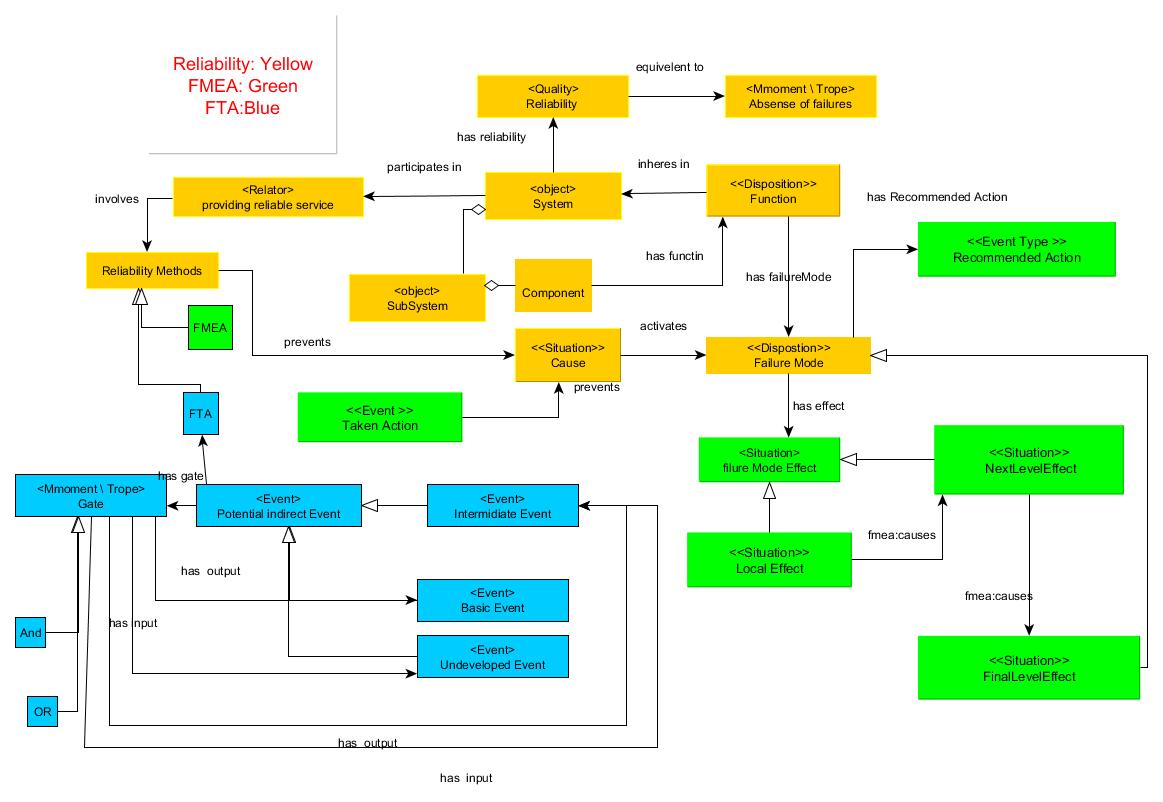 Reliability: Yellow
FMEA: Green
FTA:Blue
equivelent to
<Quality>
Reliability
<Mmoment \ Trope>
Absense of failures
has reliability
participates in
inheres in
involves
<Relator>
providing reliable service
<object>
System
<<Disposition>>
Function
has Recommended Action
<<Event Type >>
Recommended Action
Reliability Methods
has functin
has failureMode
<object>
SubSystem
Component
FMEA
prevents
activates
<<Situation>>
Cause
<<Dispostion>>
Failure Mode
prevents
<<Event >>
Taken Action
FTA
has effect
<Situation>
filure Mode Effect
<<Situation>>
NextLevelEffect
has gate
<Mmoment \ Trope>
Gate
<Event>
Potential indirect Event
<Event>
Intermidiate Event
fmea:causes
<<Situation>>
Local Effect
has  output
<Event>
Basic Event
fmea:causes
And
has input
<Event>
Undeveloped Event
<<Situation>>
FinalLevelEffect
OR
has  output
has  input